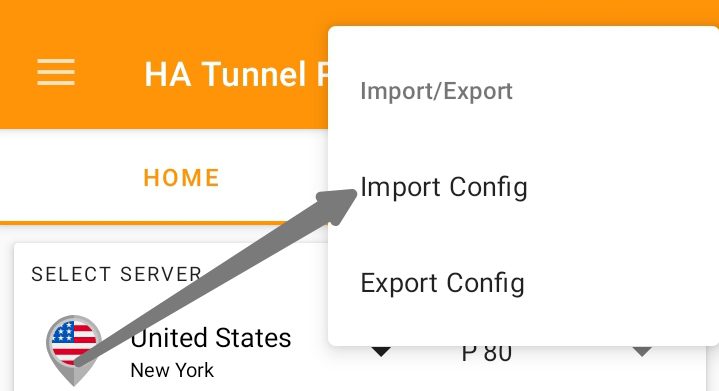 HA Tunnel P
Import/Export
HOME
Import Config
SELECT SERVER
Export Config
United States
P 80
New York